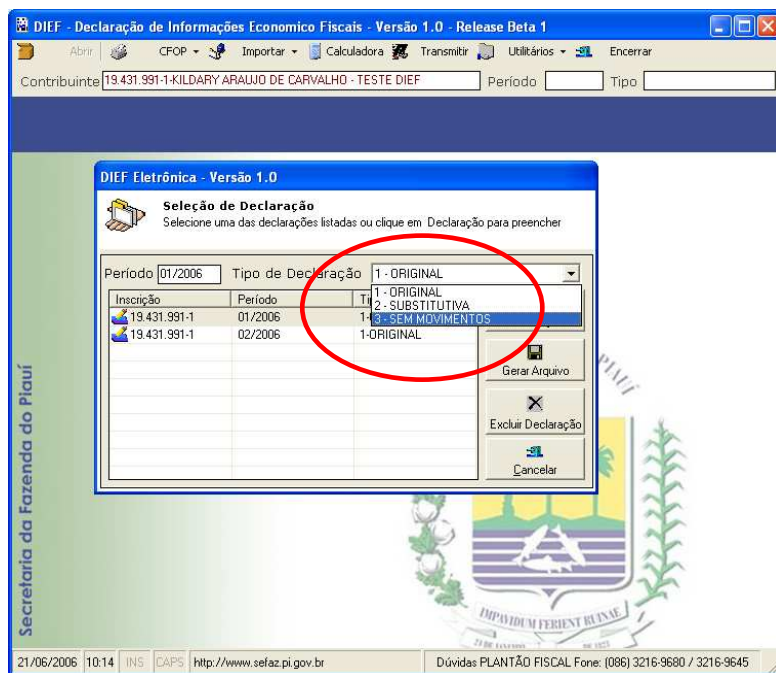 DIEF - Declaração de Informações Economico Fiscais - Versão 1.0 - Release Beta 1
Abrir CFOP Importar Calculadora Transmitir Utilitários Encerrar
Contribuinte 19.431.991-1-KILDARY ARAUJO DE CARVALHO - TESTE DIEF Período Tipo
DIEF Eletrônica - Versão 1.0
Seleção de Declaração
Selecione uma das declarações listadas ou clique em Declaração para preencher
Período 01/2006 Tipo de Declaração 1 - ORIGINAL
1 - ORIGINAL
2 - SUBSTITUTIVA
3 - SEM MOVIMENTOS
Inscrição Período
19.431.991-1 01/2006
19.431.991-1 02/2006 1-ORIGINAL
Gerar Arquivo
Excluir Declaração
Cancelar
Secretaria da Fazenda do Piauí
PIAUÍ
IMPAVIDUM FERIENT RUINAE
21/06/2006 10:14 INS CAPS http://www.sefaz.pi.gov.br Dúvidas PLANTÃO FISCAL Fone: (086) 3216-9680 / 3216-9645